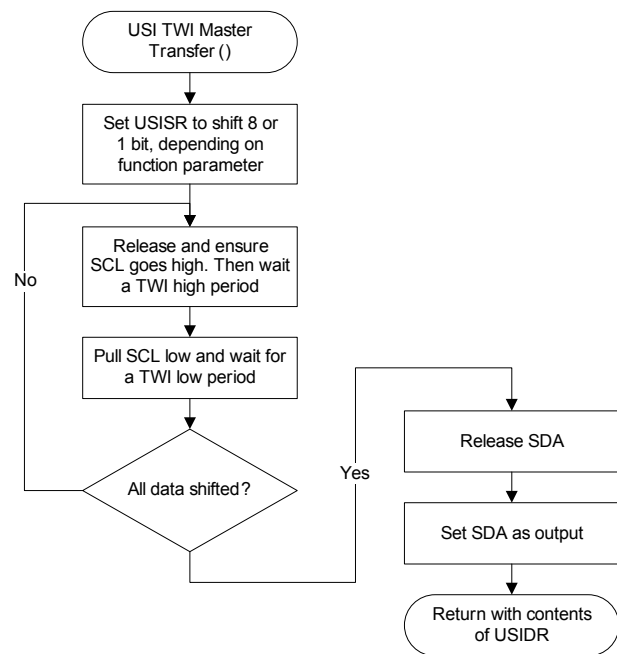 USI TWI Master
Transfer ()
Set USISR to shift 8 or
1 bit, depending on
function parameter
Release and ensure
SCL goes high. Then wait
a TWI high period
No
Pull SCL low and wait for
a TWI low period
All data shifted?
Yes
Release SDA
Set SDA as output
Return with contents
of USIDR